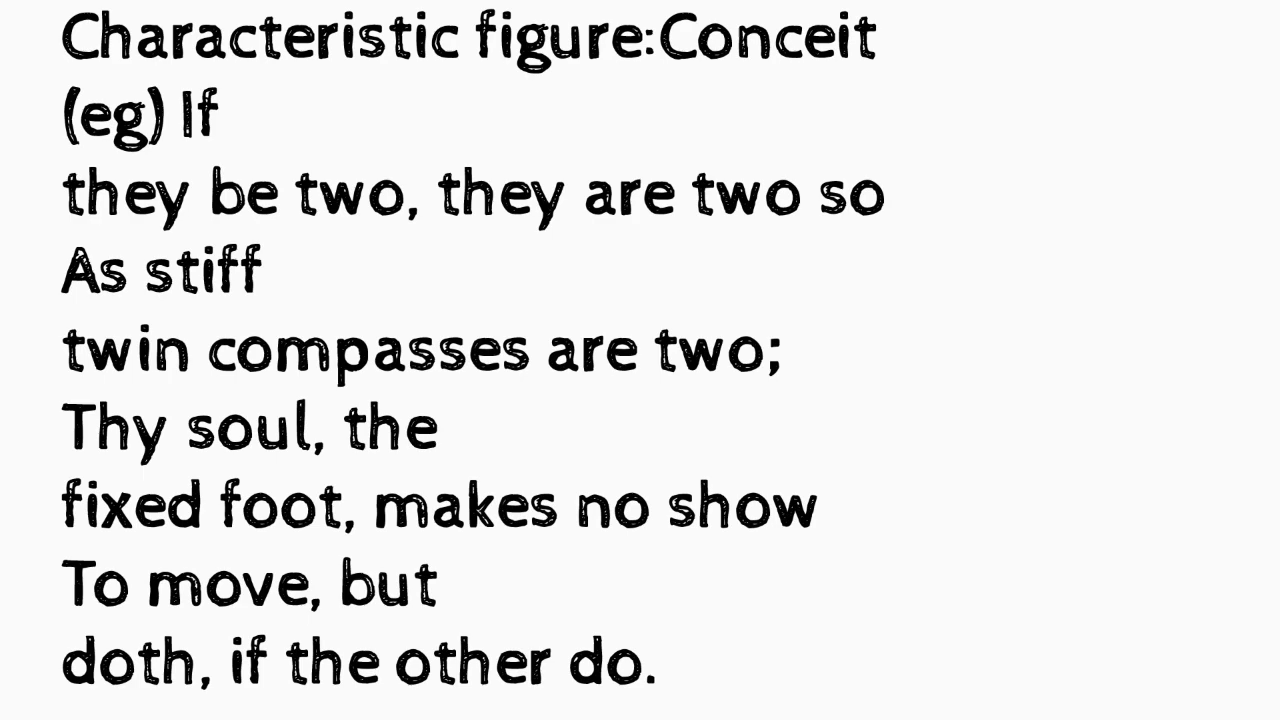 Characteristic figure:Conceit
(eg) If
they be two, they are two so
As stiff
twin compasses are two;
Thy soul, the
fixed foot, makes no show
To move, but
doth, if the other do.